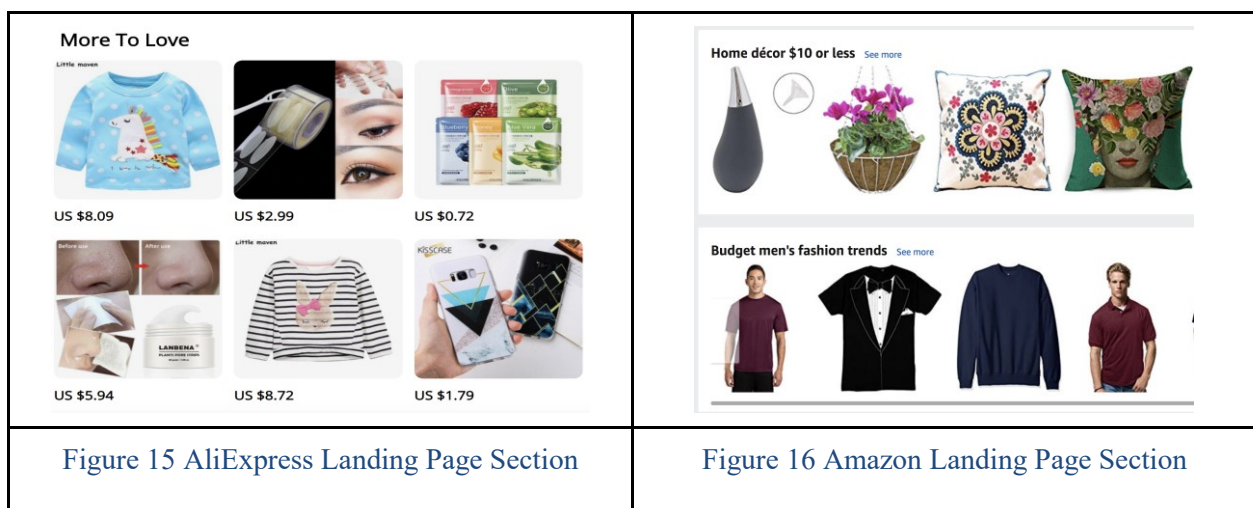 More To Love
Little maven
US $8.09
US $2.99
US $0.72
Before use
After use
LANBENA
Little maven
KISSCASE
US $5.94
US $8.72
US $1.79
Figure 15 AliExpress Landing Page Section
Home décor $10 or less See more
Budget men's fashion trends See more
Figure 16 Amazon Landing Page Section